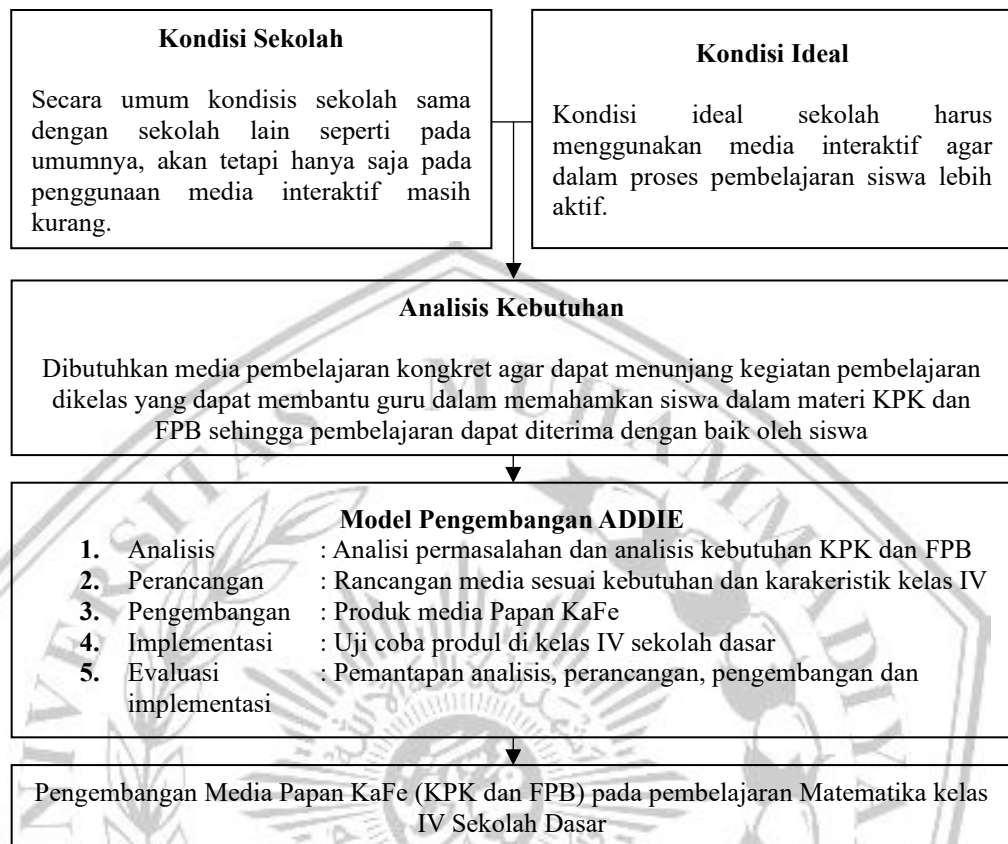 Kondisi Sekolah
Secara umum kondisis sekolah sama
dengan sekolah lain seperti pada
umumnya, akan tetapi hanya saja pada
penggunaan media interaktif masih
kurang.
Kondisi Ideal
Kondisi ideal sekolah harus
menggunakan media interaktif agar
dalam proses pembelajaran siswa lebih
aktif.
Analisis Kebutuhan
Dibutuhkan media pembelajaran kongkret agar dapat menunjang kegiatan pembelajaran
dikelas yang dapat membantu guru dalam memahamkan siswa dalam materi KPK dan
FPB sehingga pembelajaran dapat diterima dengan baik oleh siswa
Model Pengembangan ADDIE
1. Analisis : Analisi permasalahan dan analisis kebutuhan KPK dan FPB
2. Perancangan : Rancangan media sesuai kebutuhan dan karakeristik kelas IV
3. Pengembangan : Produk media Papan KaFe
4. Implementasi : Uji coba produl di kelas IV sekolah dasar
5. Evaluasi : Pemantapan analisis, perancangan, pengembangan dan
implementasi
Pengembangan Media Papan KaFe (KPK dan FPB) pada pembelajaran Matematika kelas
IV Sekolah Dasar